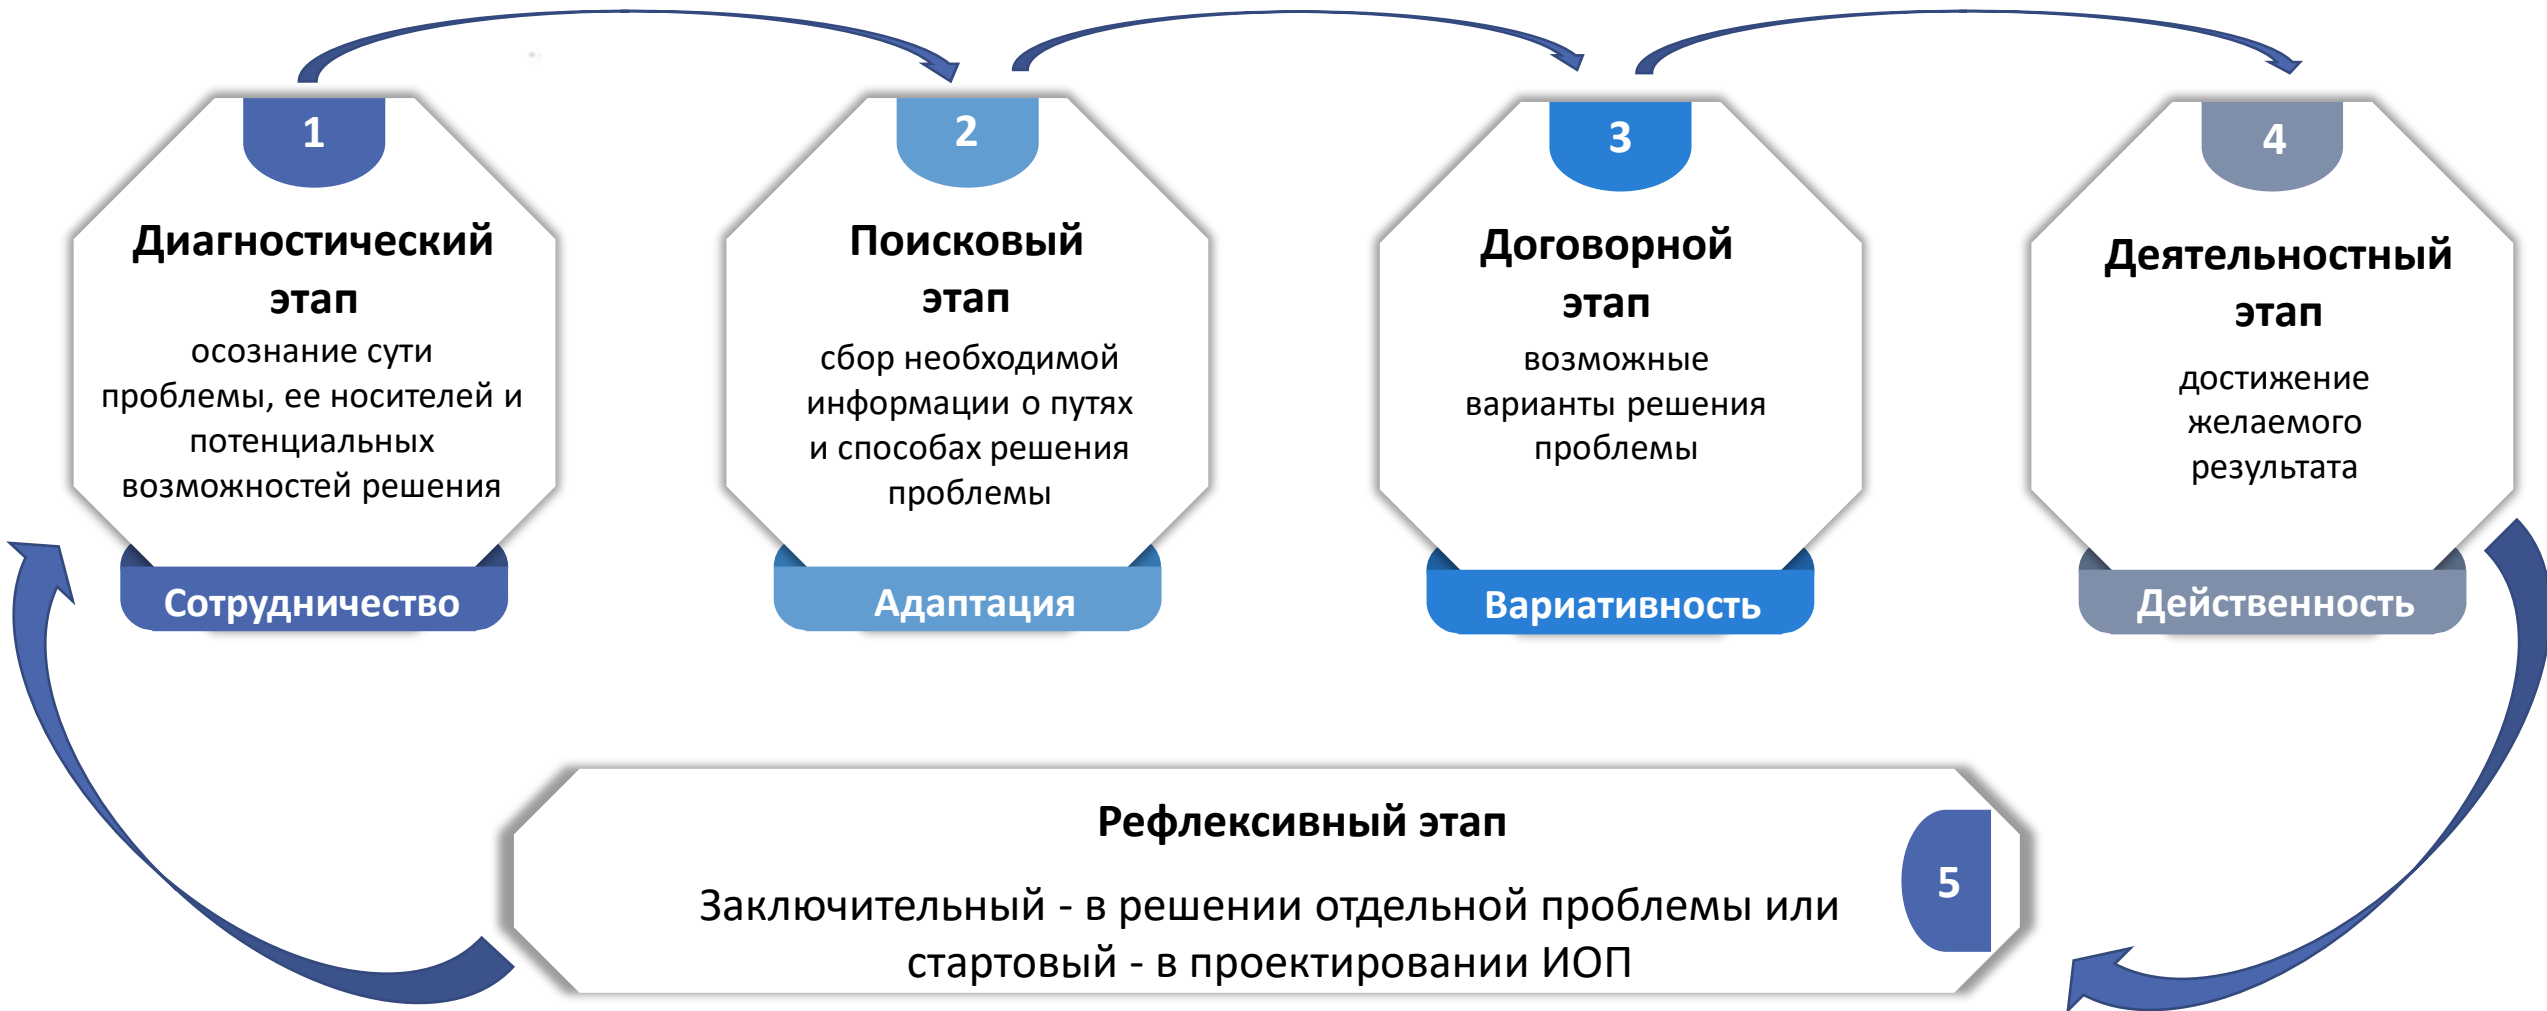 1
Диагностический
этап
осознание сути
проблемы, ее носителей и
потенциальных
возможностей решения
Сотрудничество
2
Поисковый
этап
сбор необходимой
информации о путях
и способах решения
проблемы
Адаптация
3
Договорной
этап
возможные
варианты решения
проблемы
Вариативность
4
Деятельностный
этап
достижение
желаемого
результата
Действенность
Рефлексивный этап
5
Заключительный - в решении отдельной проблемы или
стартовый - в проектировании ИОП